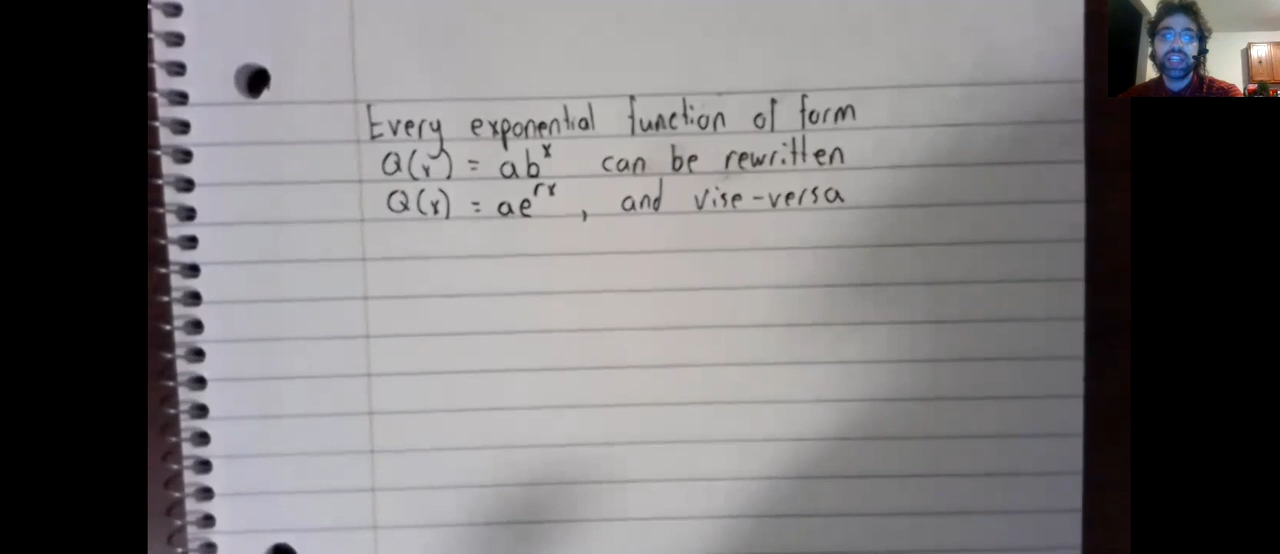 Every exponential function of form
Q(x) = ab^x can be rewritten
Q(x) = ae^rx, and vise-versa